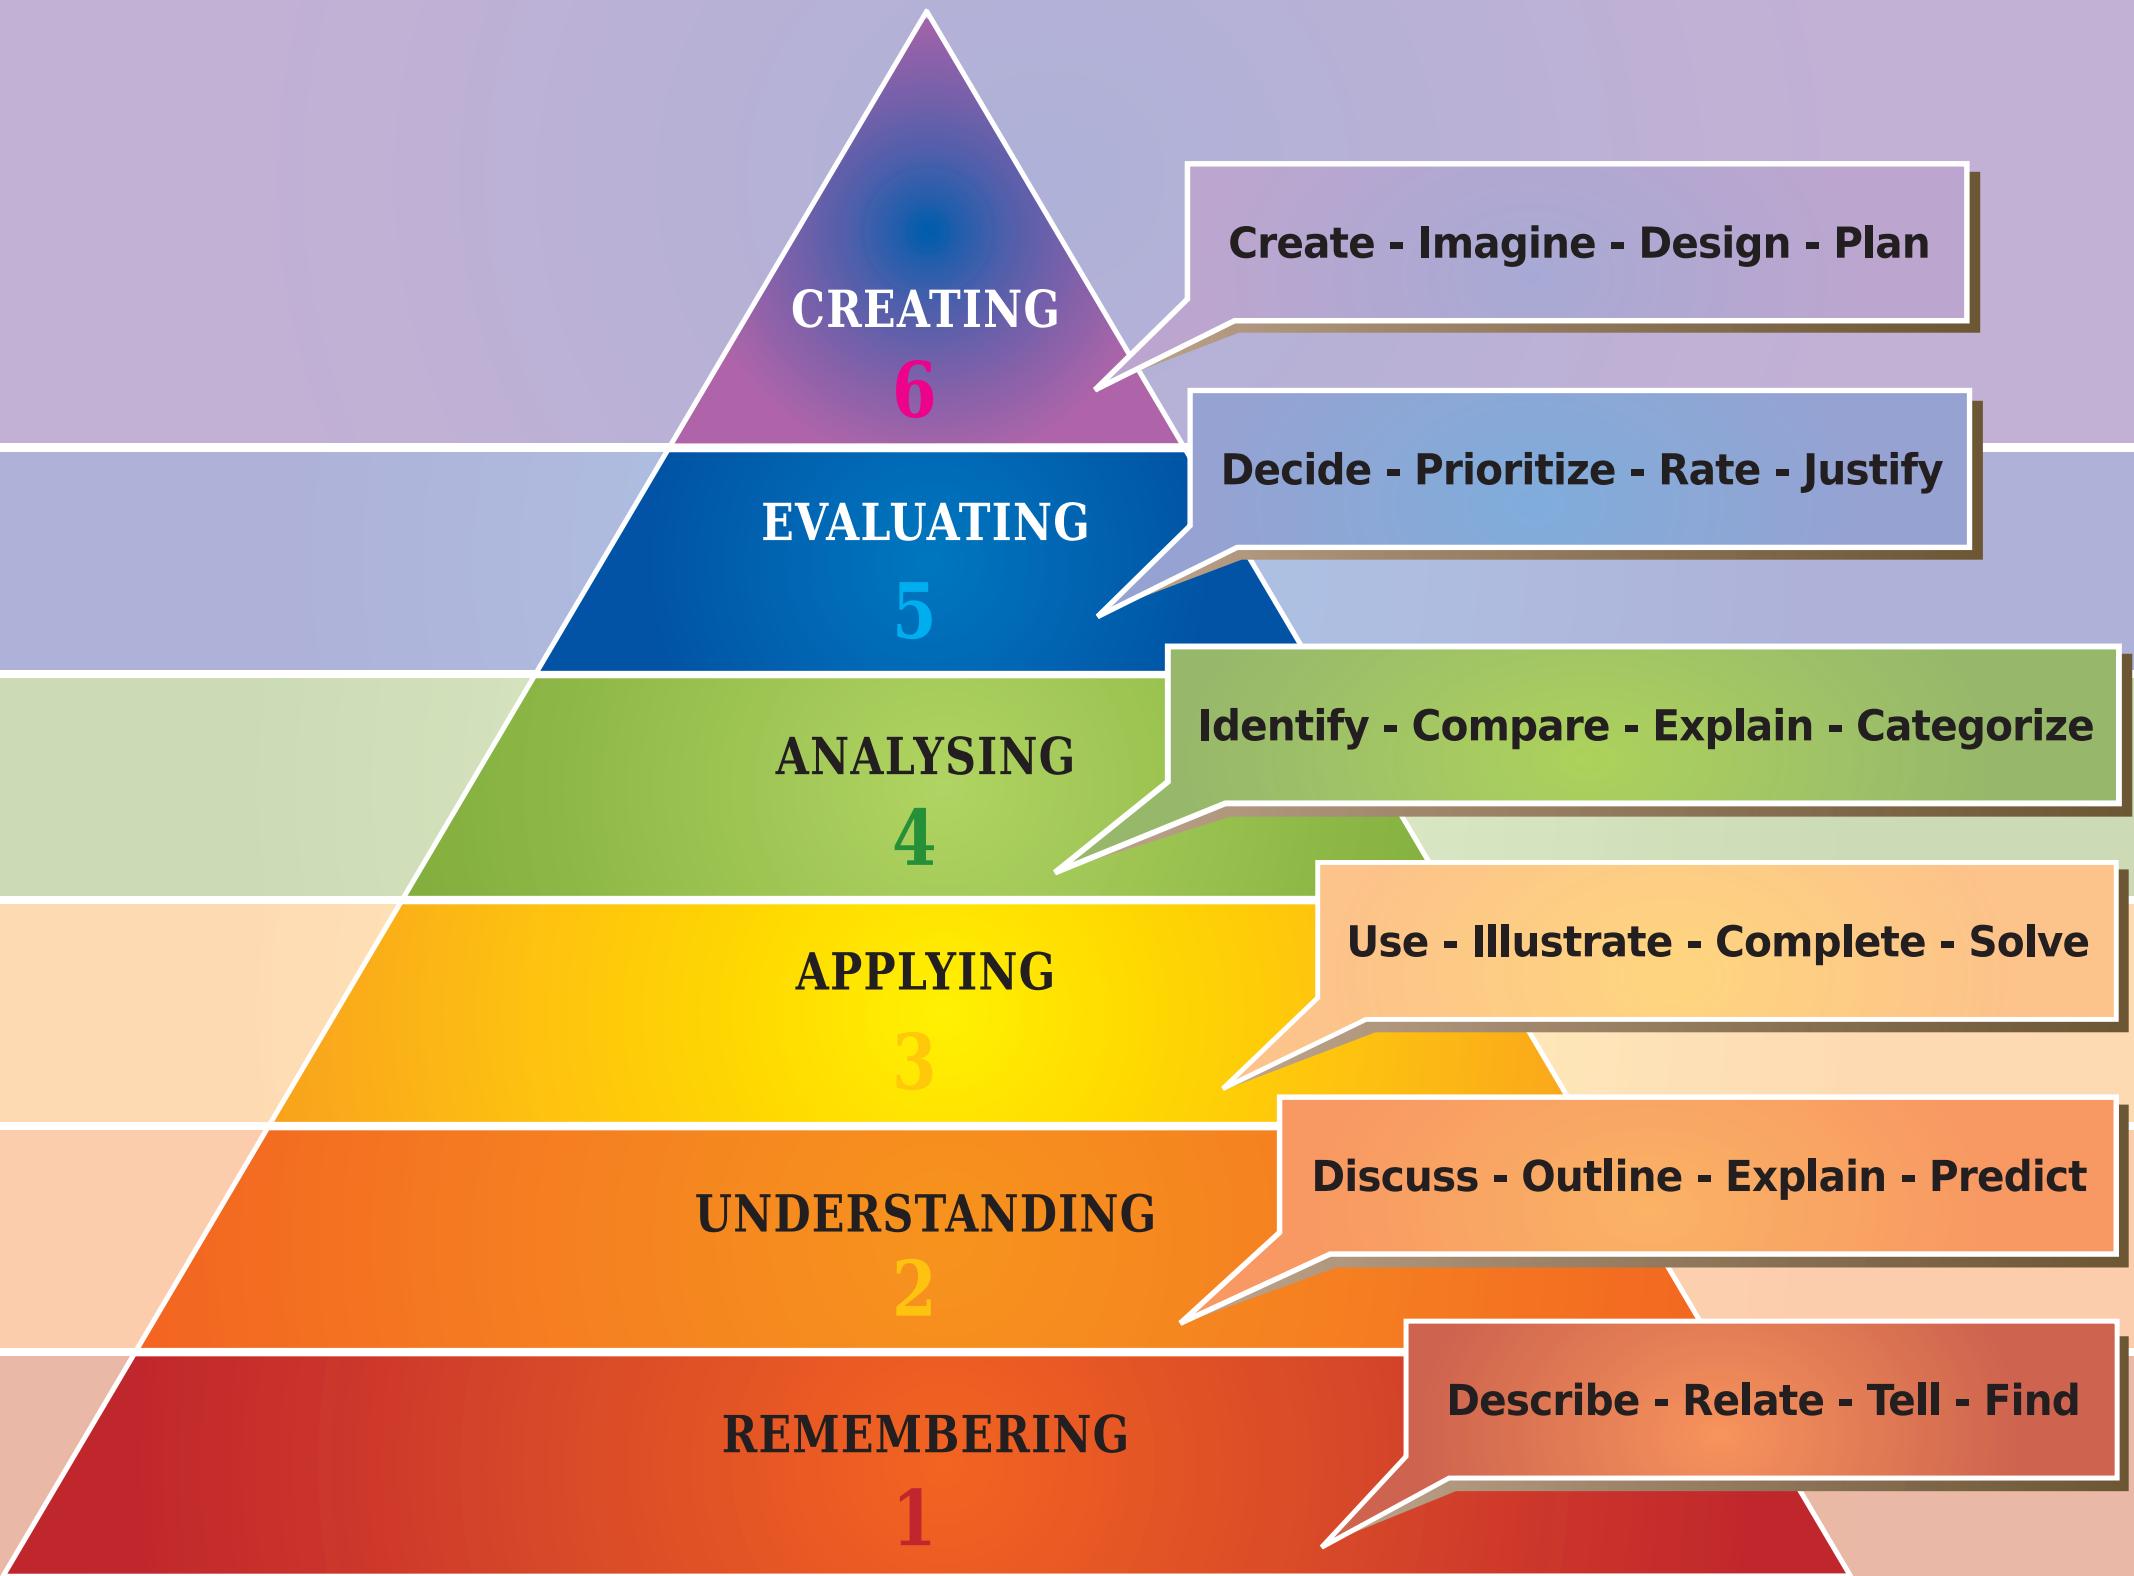 CREATING
6
Create - Imagine - Design - Plan
EVALUATING
5
Decide - Prioritize - Rate - Justify
ANALYSING
4
Identify - Compare - Explain - Categorize
APPLYING
3
Use - Illustrate - Complete - Solve
UNDERSTANDING
2
Discuss - Outline - Explain - Predict
REMEMBERING
1
Describe - Relate - Tell - Find